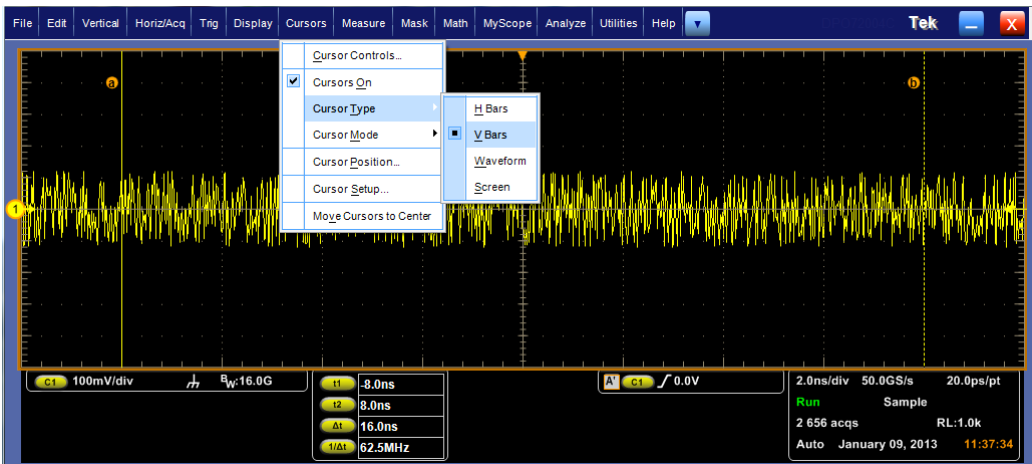 File Edit Vertical Horiz/Acq Trig Display Cursors Measure Mask Math MyScope Analyze Utilities Help Tek X
Cursor Controls...
a
b
Cursors On
Cursor Type
H Bars
Cursor Mode
V Bars
Cursor Position...
Waveform
Cursor Setup...
Screen
1
Move Cursors to Center
C1 100mV/div BW:16.0G
t1 -8.0ns
t2 8.0ns
Δt 16.0ns
1/Δt 62.5MHz
A' C1 0.0V
2.0ns/div 50.0GS/s 20.0ps/pt
Run Sample
2 656 acqs RL:1.0k
Auto January 09, 2013 11:37:34